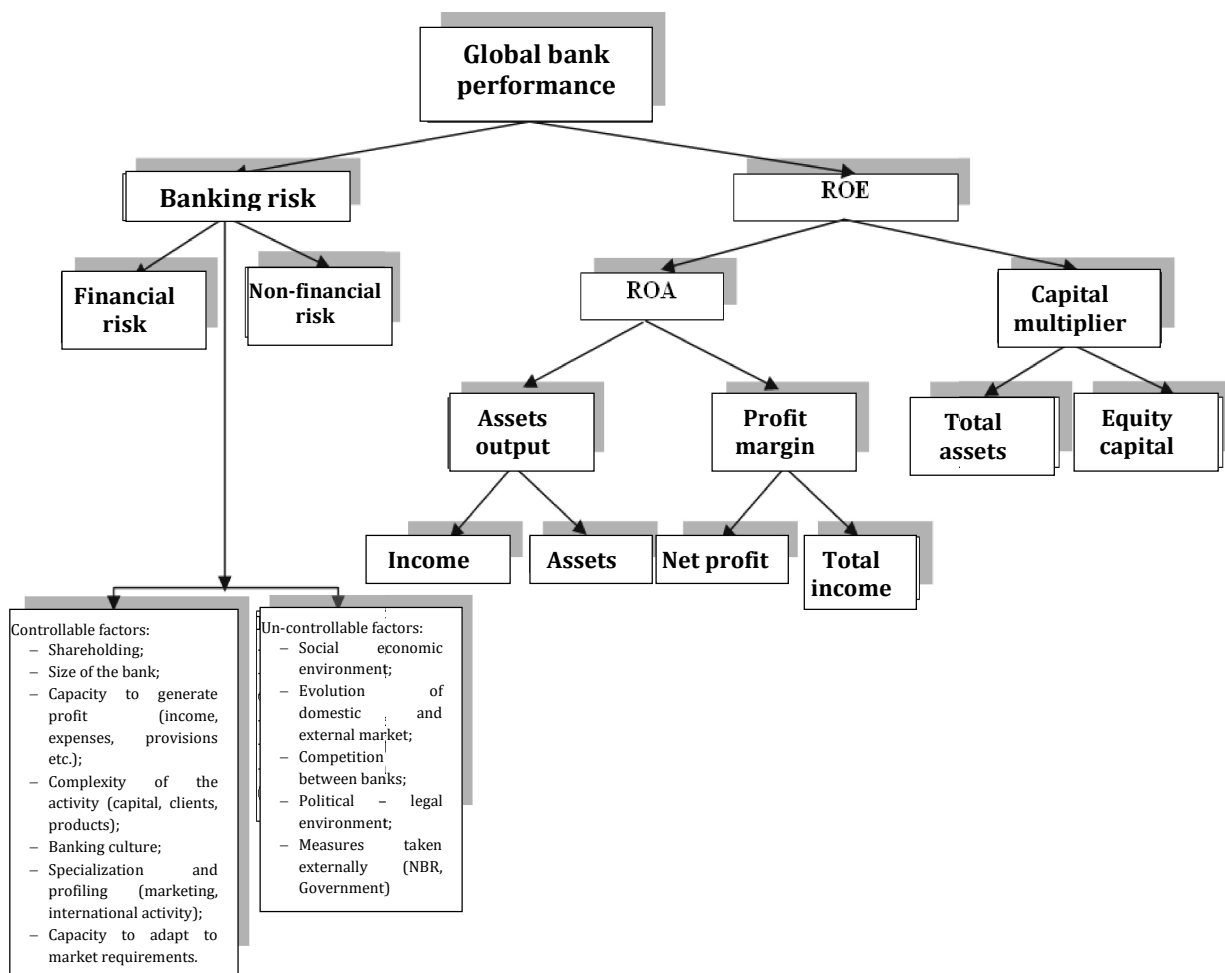 Global bank
performance
Banking risk
ROE
Financial
risk
Non-financial
risk
ROA
Capital
multiplier
Assets
output
Profit
margin
Total
assets
Equity
capital
Income
Assets
Net profit
Total
income
Controllable factors:
– Shareholding;
– Size of the bank;
– Capacity to generate
profit (income,
expenses, provisions
etc.);
– Complexity of the
activity (capital, clients,
products);
– Banking culture;
– Specialization and
profiling (marketing,
international activity);
– Capacity to adapt to
market requirements.
Un-controllable factors:
– Social economic
environment;
– Evolution of
domestic and
external market;
– Competition
between banks;
– Political – legal
environment;
– Measures taken
externally (NBR,
Government)